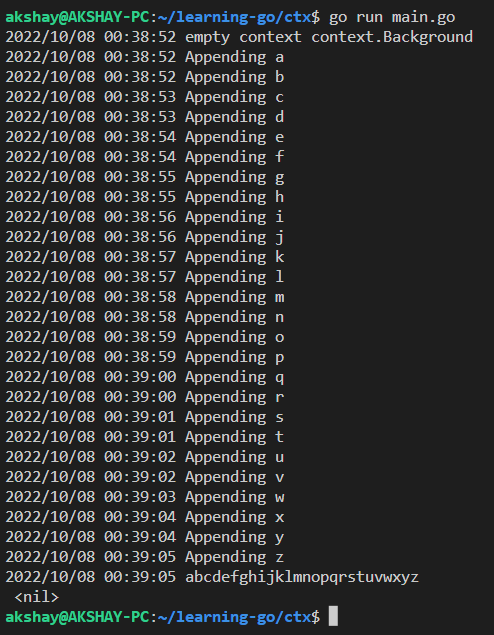 akshay@AKSHAY-PC:~/learning-go/ctx$ go run main.go
2022/10/08 00:38:52 empty context context.Background
2022/10/08 00:38:52 Appending a
2022/10/08 00:38:52 Appending b
2022/10/08 00:38:53 Appending c
2022/10/08 00:38:53 Appending d
2022/10/08 00:38:54 Appending e
2022/10/08 00:38:54 Appending f
2022/10/08 00:38:55 Appending g
2022/10/08 00:38:55 Appending h
2022/10/08 00:38:56 Appending i
2022/10/08 00:38:56 Appending j
2022/10/08 00:38:57 Appending k
2022/10/08 00:38:57 Appending l
2022/10/08 00:38:58 Appending m
2022/10/08 00:38:58 Appending n
2022/10/08 00:38:59 Appending o
2022/10/08 00:38:59 Appending p
2022/10/08 00:39:00 Appending q
2022/10/08 00:39:00 Appending r
2022/10/08 00:39:01 Appending s
2022/10/08 00:39:01 Appending t
2022/10/08 00:39:02 Appending u
2022/10/08 00:39:02 Appending v
2022/10/08 00:39:03 Appending w
2022/10/08 00:39:04 Appending x
2022/10/08 00:39:04 Appending y
2022/10/08 00:39:05 Appending z
2022/10/08 00:39:05 abcdefghijklmnopqrstuvwxyz
 <nil>
akshay@AKSHAY-PC:~/learning-go/ctx$